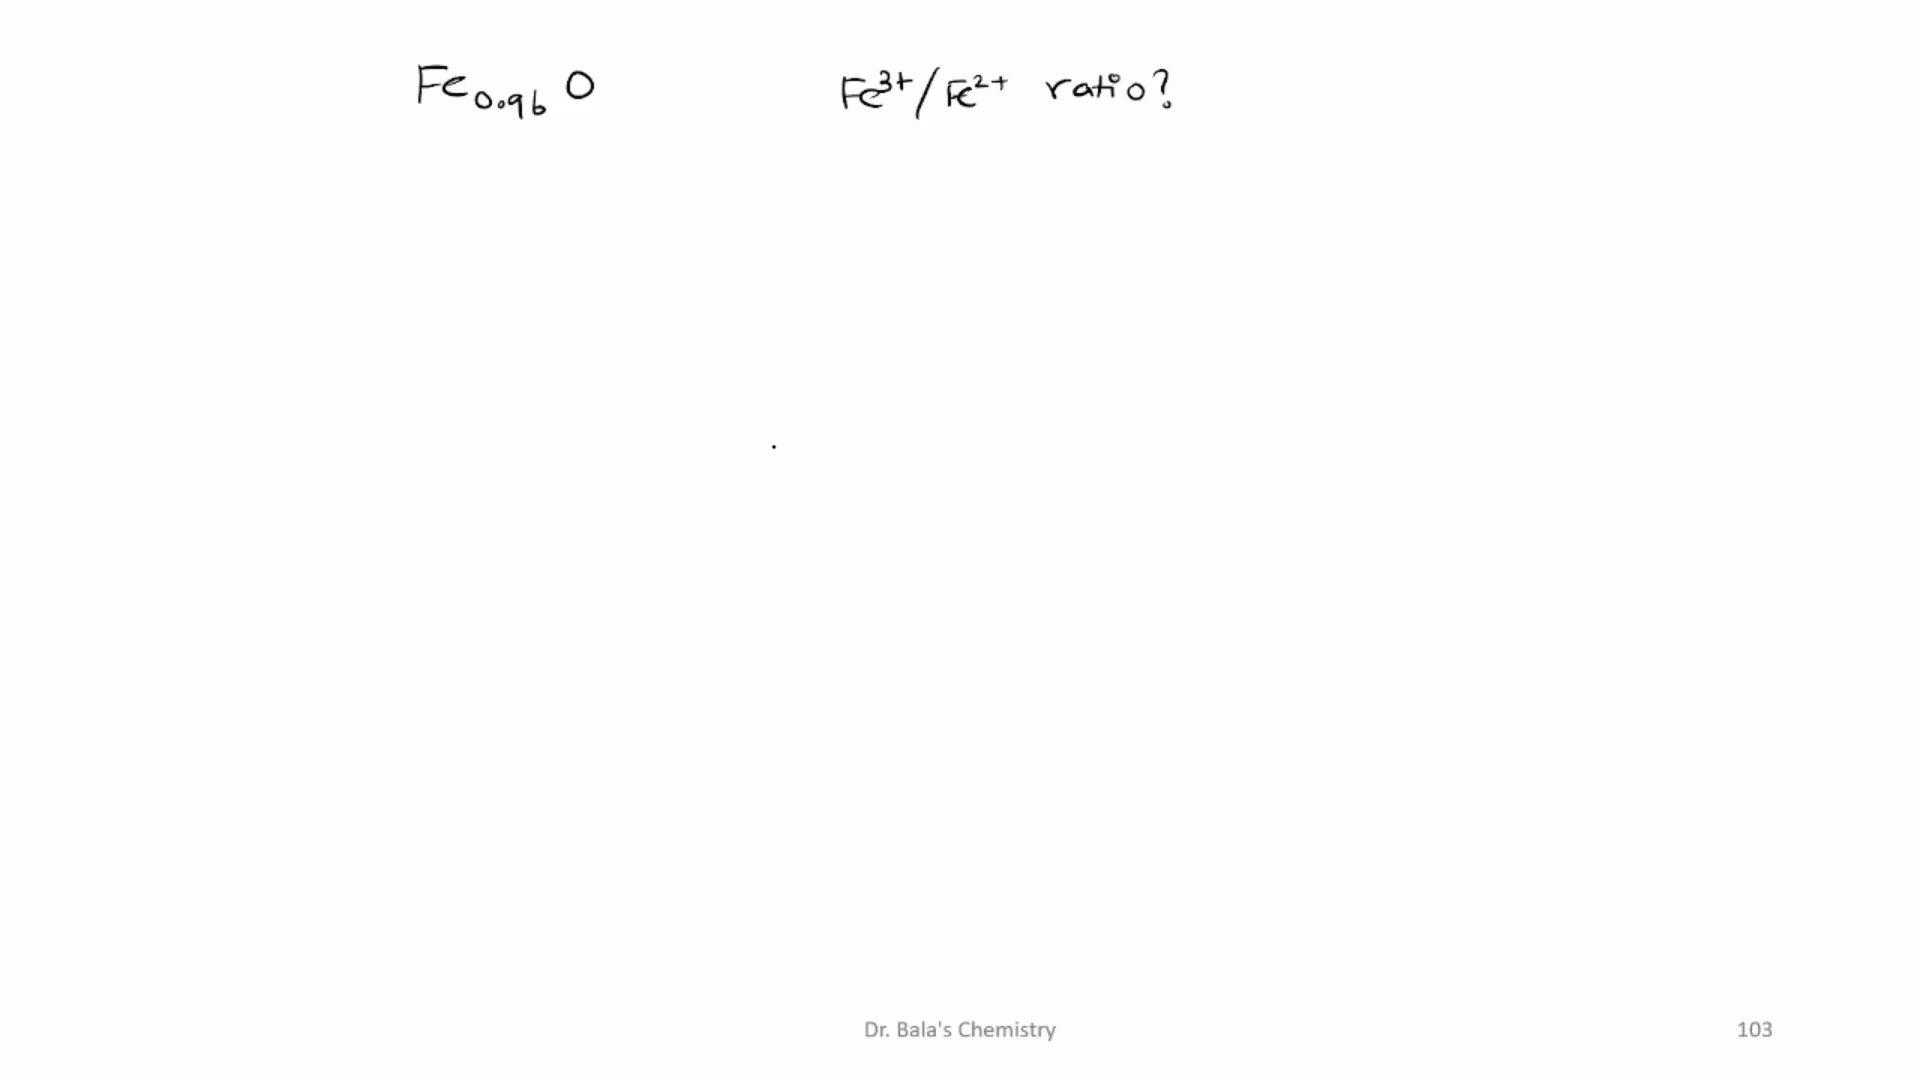 Fe0.96 O Fe3+/Fe2+ ratio?
Dr. Bala's Chemistry 103